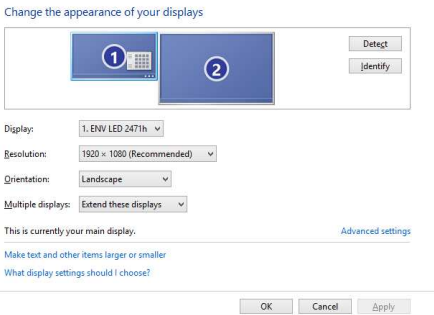 Change the appearance of your displays
1
2
Detect
Identify
Display: 1. ENV LED 2471h
Resolution: 1920 × 1080 (Recommended)
Orientation: Landscape
Multiple displays: Extend these displays
This is currently your main display. Advanced settings
Make text and other items larger or smaller
What display settings should I choose?
OK Cancel Apply